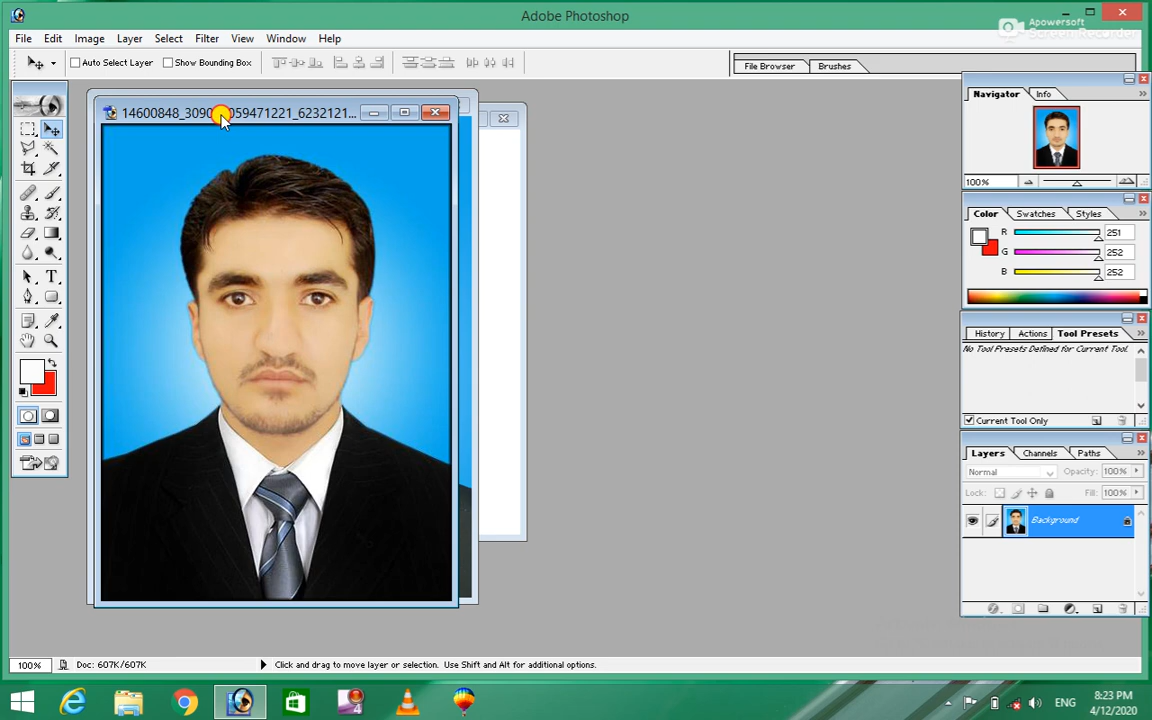 Adobe Photoshop
Apowersoft
Screen Recorder
File Edit Image Layer Select Filter View Window Help
Auto Select Layer Show Bounding Box
File Browser Brushes
Navigator Info
14600848_3090
059471221_6232121...
100%
Color Swatches Styles
R 251
G 252
B 252
History Actions Tool Presets
No Tool Presets Defined for Current Tool.
Current Tool Only
Layers Channels Paths
Normal Opacity: 100%
Lock: Fill: 100%
Background
100% Doc: 607K/607K Click and drag to move layer or selection. Use Shift and Alt for additional options.
4
ENG
8:23 PM
4/12/2020